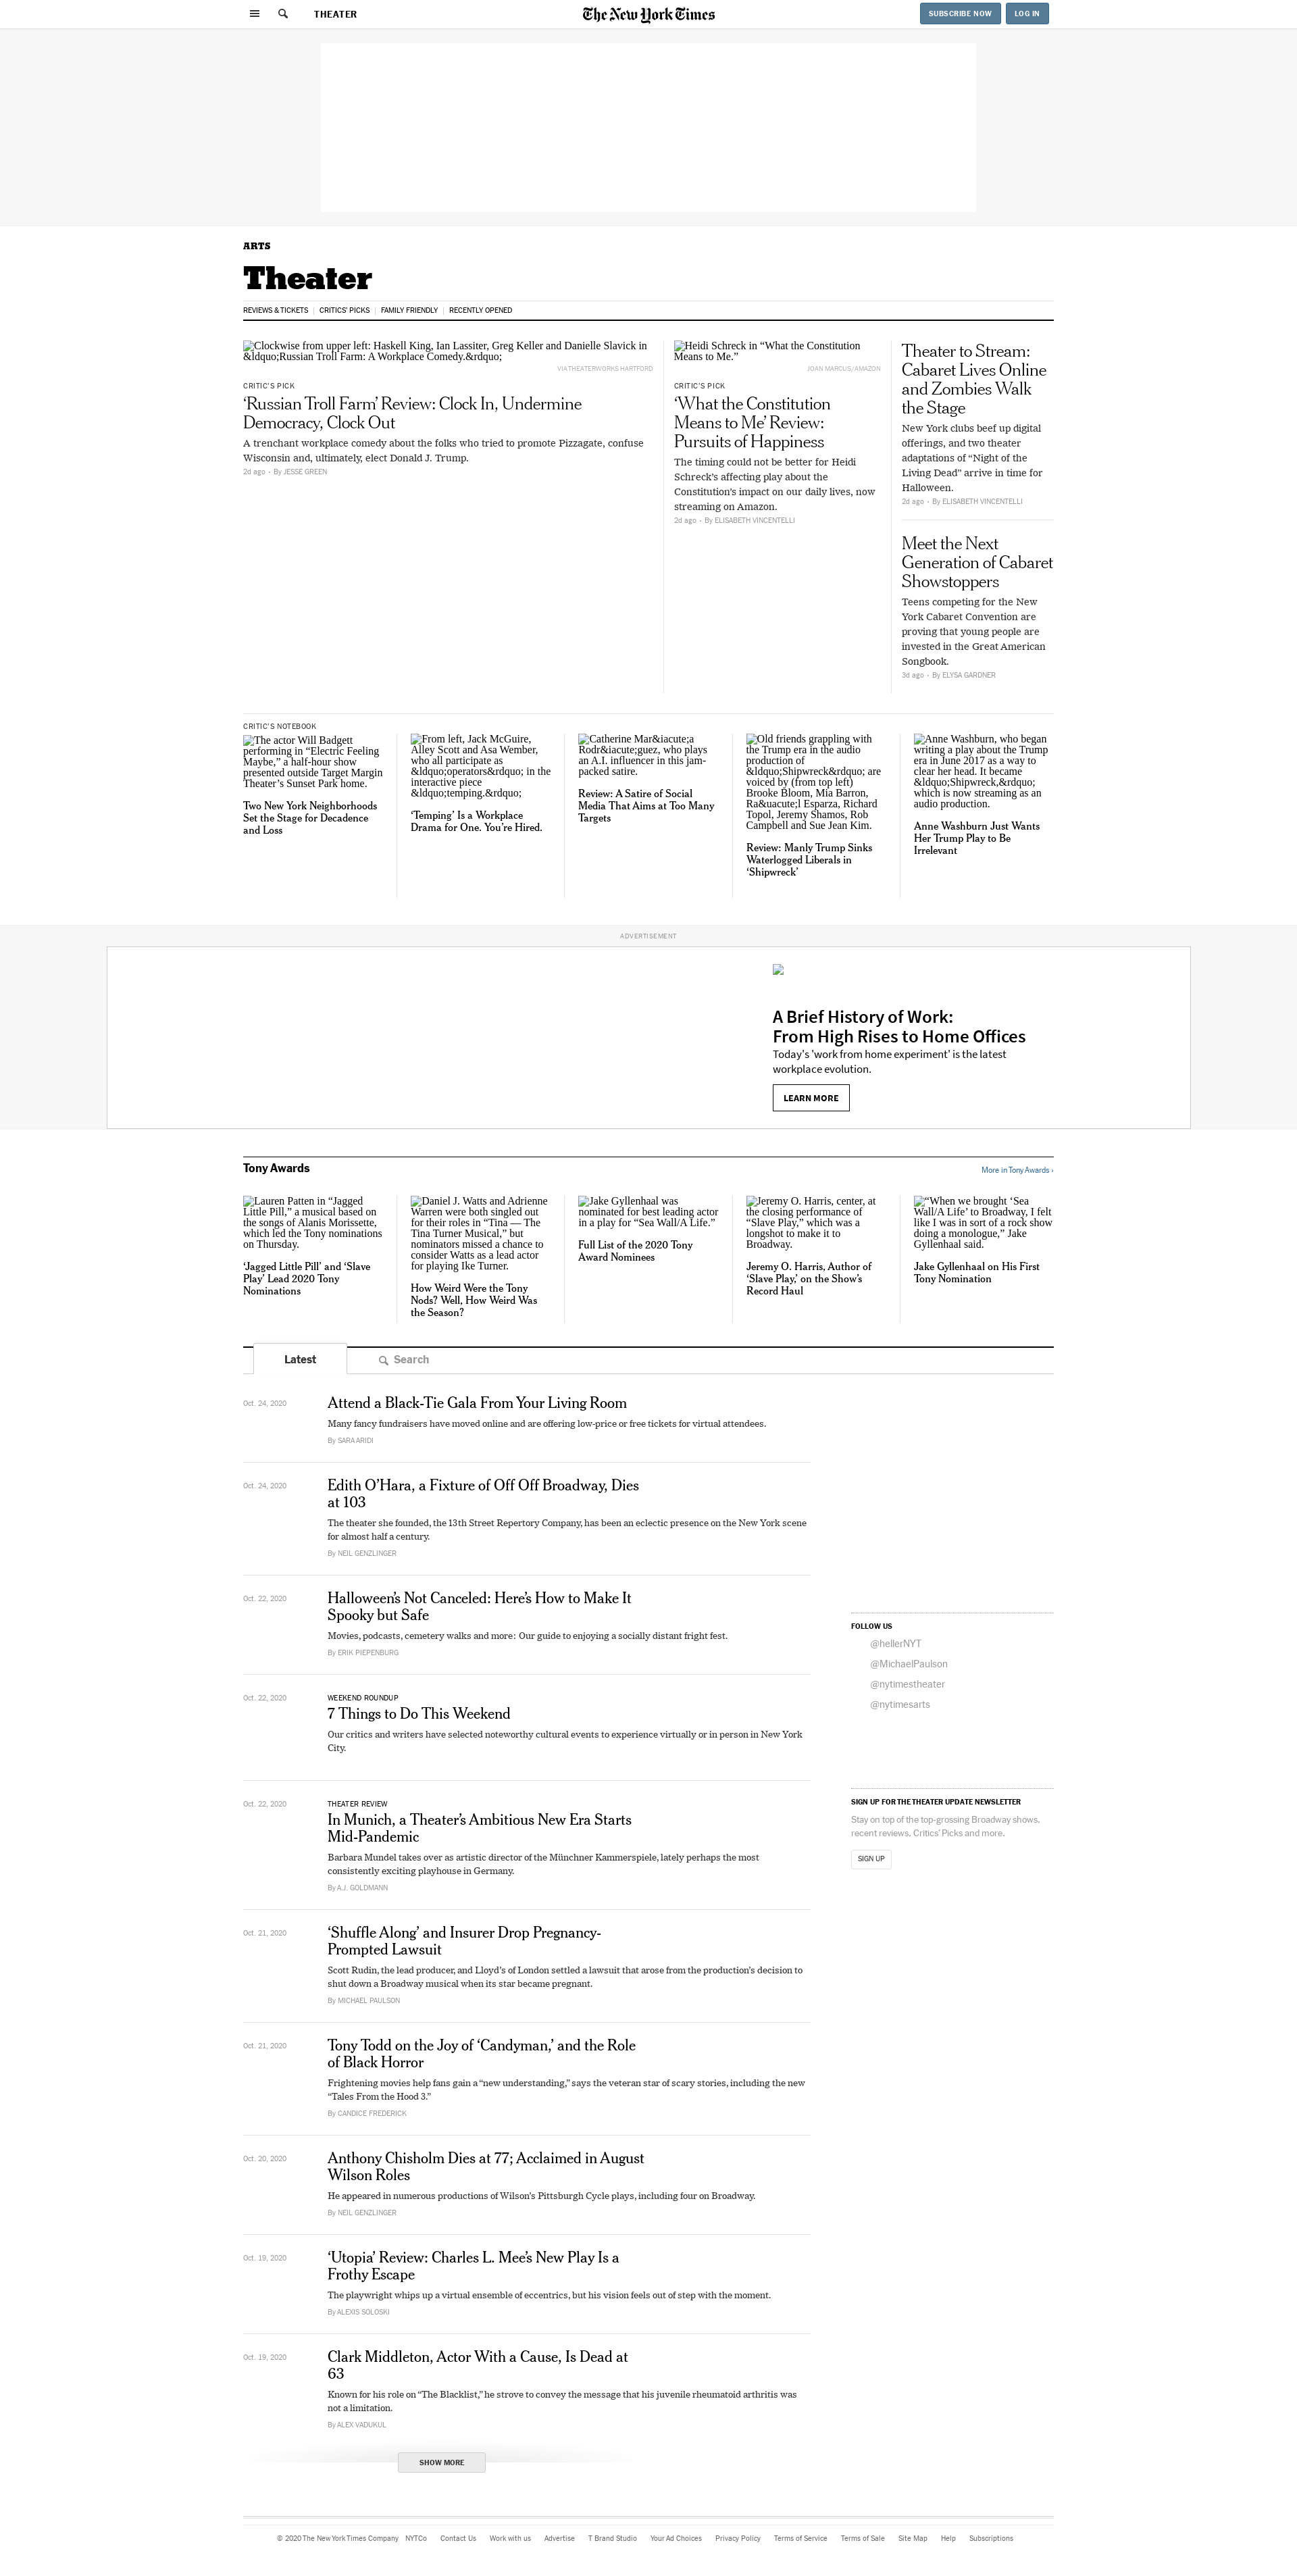 THEATER
The New York Times
SUBSCRIBE NOW
LOG IN
ARTS
Theater
REVIEWS & TICKETS
CRITICS' PICKS
FAMILY FRIENDLY
RECENTLY OPENED
Clockwise from upper left: Haskell King, Ian Lassiter, Greg Keller and Danielle Slavick in
&ldquo;Russian Troll Farm: A Workplace Comedy.&rdquo;
VIA THEATERWORKS HARTFORD
CRITIC'S PICK
‘Russian Troll Farm’ Review: Clock In, Undermine
Democracy, Clock Out
A trenchant workplace comedy about the folks who tried to promote Pizzagate, confuse
Wisconsin and, ultimately, elect Donald J. Trump.
2d ago • By JESSE GREEN
Heidi Schreck in “What the Constitution
Means to Me.”
JOAN MARCUS/AMAZON
CRITIC'S PICK
‘What the Constitution
Means to Me’ Review:
Pursuits of Happiness
The timing could not be better for Heidi
Schreck’s affecting play about the
Constitution’s impact on our daily lives, now
streaming on Amazon.
2d ago • By ELISABETH VINCENTELLI
Theater to Stream:
Cabaret Lives Online
and Zombies Walk
the Stage
New York clubs beef up digital
offerings, and two theater
adaptations of “Night of the
Living Dead” arrive in time for
Halloween.
2d ago • By ELISABETH VINCENTELLI
Meet the Next
Generation of Cabaret
Showstoppers
Teens competing for the New
York Cabaret Convention are
proving that young people are
invested in the Great American
Songbook.
3d ago • By ELYSA GARDNER
CRITIC'S NOTEBOOK
The actor Will Badgett
performing in “Electric Feeling
Maybe,” a half-hour show
presented outside Target Margin
Theater’s Sunset Park home.
Two New York Neighborhoods
Set the Stage for Decadence
and Loss
From left, Jack McGuire,
Alley Scott and Asa Wember,
who all participate as
&ldquo;operators&rdquo; in the
interactive piece
&ldquo;temping.&rdquo;
‘Temping’ Is a Workplace
Drama for One. You’re Hired.
Catherine Mar&iacute;a
Rodr&iacute;guez, who plays
an A.I. influencer in this jam-
packed satire.
Review: A Satire of Social
Media That Aims at Too Many
Targets
Old friends grappling with
the Trump era in the audio
production of
&ldquo;Shipwreck&rdquo; are
voiced by (from top left)
Brooke Bloom, Mia Barron,
Ra&uacute;l Esparza, Richard
Topol, Jeremy Shamos, Rob
Campbell and Sue Jean Kim.
Review: Manly Trump Sinks
Waterlogged Liberals in
‘Shipwreck’
Anne Washburn, who began
writing a play about the Trump
era in June 2017 as a way to
clear her head. It became
&ldquo;Shipwreck,&rdquo;
which is now streaming as an
audio production.
Anne Washburn Just Wants
Her Trump Play to Be
Irrelevant
ADVERTISEMENT
A Brief History of Work:
From High Rises to Home Offices
Today's 'work from home experiment' is the latest
workplace evolution.
LEARN MORE
Tony Awards
More in Tony Awards ›
Lauren Patten in “Jagged
Little Pill,” a musical based on
the songs of Alanis Morissette,
which led the Tony nominations
on Thursday.
‘Jagged Little Pill’ and ‘Slave
Play’ Lead 2020 Tony
Nominations
Daniel J. Watts and Adrienne
Warren were both singled out
for their roles in “Tina — The
Tina Turner Musical,” but
nominators missed a chance to
consider Watts as a lead actor
for playing Ike Turner.
How Weird Were the Tony
Nods? Well, How Weird Was
the Season?
Jake Gyllenhaal was
nominated for best leading actor
in a play for “Sea Wall/A Life.”
Full List of the 2020 Tony
Award Nominees
Jeremy O. Harris, center, at
the closing performance of
“Slave Play,” which was a
longshot to make it to
Broadway.
Jeremy O. Harris, Author of
‘Slave Play,’ on the Show’s
Record Haul
“When we brought ‘Sea
Wall/A Life’ to Broadway, I felt
like I was in sort of a rock show
doing a monologue,” Jake
Gyllenhaal said.
Jake Gyllenhaal on His First
Tony Nomination
Latest
Search
Oct. 24, 2020
Attend a Black-Tie Gala From Your Living Room
Many fancy fundraisers have moved online and are offering low-price or free tickets for virtual attendees.
By SARA ARIDI
Oct. 24, 2020
Edith O’Hara, a Fixture of Off Off Broadway, Dies
at 103
The theater she founded, the 13th Street Repertory Company, has been an eclectic presence on the New York scene
for almost half a century.
By NEIL GENZLINGER
Oct. 22, 2020
Halloween’s Not Canceled: Here’s How to Make It
Spooky but Safe
Movies, podcasts, cemetery walks and more: Our guide to enjoying a socially distant fright fest.
By ERIK PIEPENBURG
Oct. 22, 2020
WEEKEND ROUNDUP
7 Things to Do This Weekend
Our critics and writers have selected noteworthy cultural events to experience virtually or in person in New York
City.
Oct. 22, 2020
THEATER REVIEW
In Munich, a Theater’s Ambitious New Era Starts
Mid-Pandemic
Barbara Mundel takes over as artistic director of the Münchner Kammerspiele, lately perhaps the most
consistently exciting playhouse in Germany.
By A.J. GOLDMANN
Oct. 21, 2020
‘Shuffle Along’ and Insurer Drop Pregnancy-
Prompted Lawsuit
Scott Rudin, the lead producer, and Lloyd’s of London settled a lawsuit that arose from the production’s decision to
shut down a Broadway musical when its star became pregnant.
By MICHAEL PAULSON
Oct. 21, 2020
Tony Todd on the Joy of ‘Candyman,’ and the Role
of Black Horror
Frightening movies help fans gain a “new understanding,” says the veteran star of scary stories, including the new
“Tales From the Hood 3.”
By CANDICE FREDERICK
Oct. 20, 2020
Anthony Chisholm Dies at 77; Acclaimed in August
Wilson Roles
He appeared in numerous productions of Wilson’s Pittsburgh Cycle plays, including four on Broadway.
By NEIL GENZLINGER
Oct. 19, 2020
‘Utopia’ Review: Charles L. Mee’s New Play Is a
Frothy Escape
The playwright whips up a virtual ensemble of eccentrics, but his vision feels out of step with the moment.
By ALEXIS SOLOSKI
Oct. 19, 2020
Clark Middleton, Actor With a Cause, Is Dead at
63
Known for his role on “The Blacklist,” he strove to convey the message that his juvenile rheumatoid arthritis was
not a limitation.
By ALEX VADUKUL
SHOW MORE
FOLLOW US
@hellerNYT
@MichaelPaulson
@nytimestheater
@nytimesarts
SIGN UP FOR THE THEATER UPDATE NEWSLETTER
Stay on top of the top-grossing Broadway shows,
recent reviews, Critics' Picks and more.
SIGN UP
© 2020 The New York Times Company
NYTCo
Contact Us
Work with us
Advertise
T Brand Studio
Your Ad Choices
Privacy Policy
Terms of Service
Terms of Sale
Site Map
Help
Subscriptions